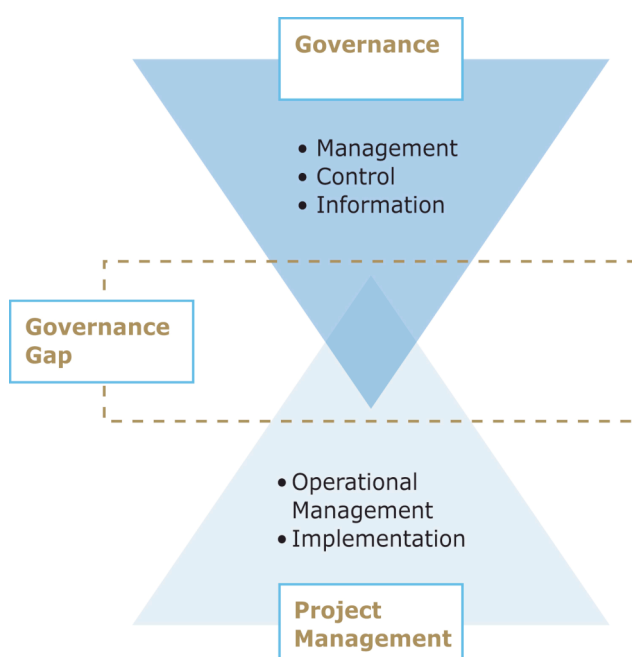 Governance
• Management
• Control
• Information
Governance
Gap
• Operational
Management
• Implementation
Project
Management